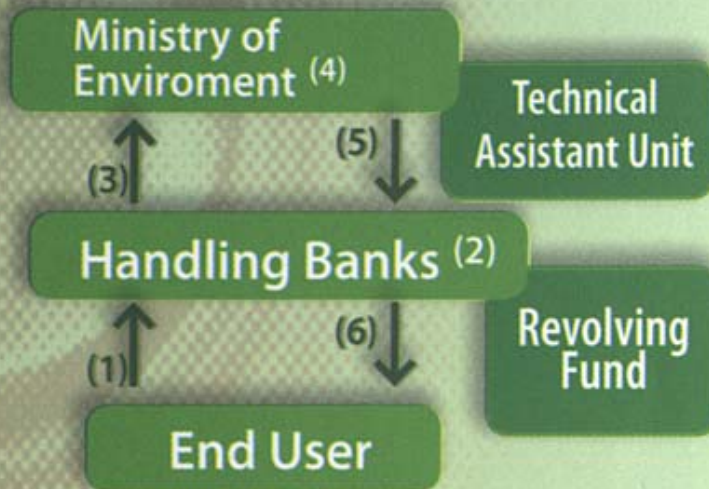 Ministry of
Enviroment (4)
Technical
Assistant Unit
(3)
(5)
Handling Banks (2)
Revolving
Fund
(1)
(6)
End User